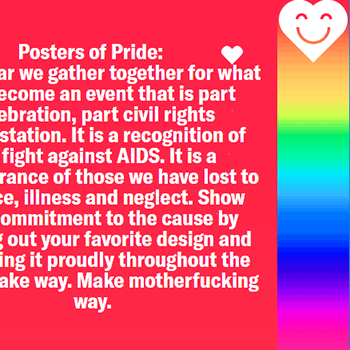 Posters of Pride:
ar we gather together for what
ecome an event that is part
ebration, part civil rights
station. It is a recognition of
fight against AIDS. It is a
rance of those we have lost to
ce, illness and neglect. Show
ommitment to the cause by
g out your favorite design and
ing it proudly throughout the
ake way. Make motherfucking
way.